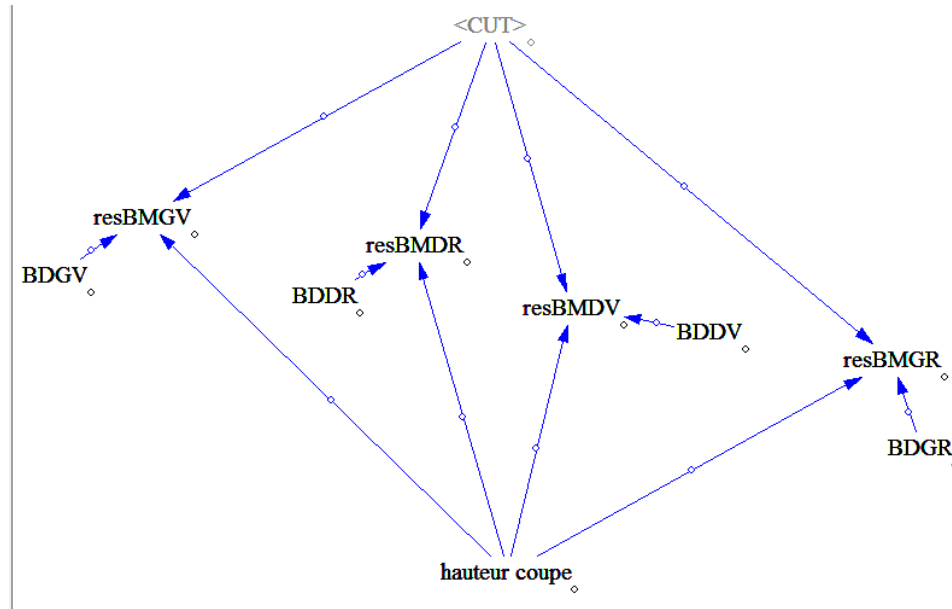 <CUT>
resBMGV
resBMDR
BDGV
BDDR
resBMDV
BDDV
resBMGR
BDGR
hauteur coupe